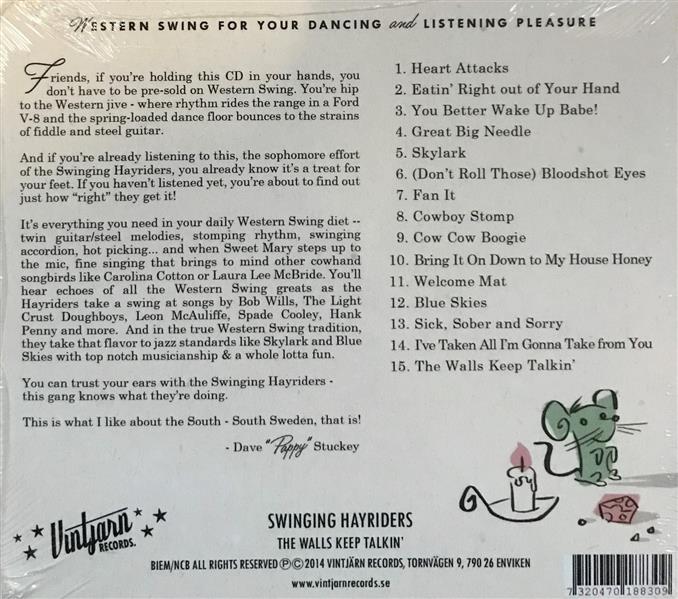 Western Swing for your dancing and listening pleasure
Friends, if you're holding this CD in your hands, you
don't have to be pre-sold on Western Swing. You're hip
to the Western jive - where rhythm rides the range in a Ford
V-8 and the spring-loaded dance floor bounces to the strains
of fiddle and steel guitar.
And if you're already listening to this, the sophomore effort
of the Swinging Hayriders, you already know it's a treat for
your feet. If you haven't listened yet, you're about to find out
just how "right" they get it!
It's everything you need in your daily Western Swing diet --
twin guitar/steel melodies, stomping rhythm, swinging
accordion, hot picking... and when Sweet Mary steps up to
the mic, fine singing that brings to mind other cowhand
songbirds like Carolina Cotton or Laura Lee McBride. You'll
hear echoes of all the Western Swing greats as the
Hayriders take a swing at songs by Bob Wills, The Light
Crust Doughboys, Leon McAuliffe, Spade Cooley, Hank
Penny and more. And in the true Western Swing tradition,
they take that flavor to jazz standards like Skylark and Blue
Skies with top notch musicianship & a whole lotta fun.
You can trust your ears with the Swinging Hayriders -
this gang knows what they're doing.
This is what I like about the South - South Sweden, that is!
- Dave "Pappy" Stuckey
1. Heart Attacks
2. Eatin' Right out of Your Hand
3. You Better Wake Up Babe!
4. Great Big Needle
5. Skylark
6. (Don't Roll Those) Bloodshot Eyes
7. Fan It
8. Cowboy Stomp
9. Cow Cow Boogie
10. Bring It On Down to My House Honey
11. Welcome Mat
12. Blue Skies
13. Sick, Sober and Sorry
14. I've Taken All I'm Gonna Take from You
15. The Walls Keep Talkin'
Vintjärn
RECORDS.
SWINGING HAYRIDERS
THE WALLS KEEP TALKIN'
BIEM/NCB ALL RIGHTS RESERVED Ⓟ©2014 VINTJÄRN RECORDS, TORNVÄGEN 9, 790 26 ENVIKEN
www.vintjarnrecords.se
7 320470 188309